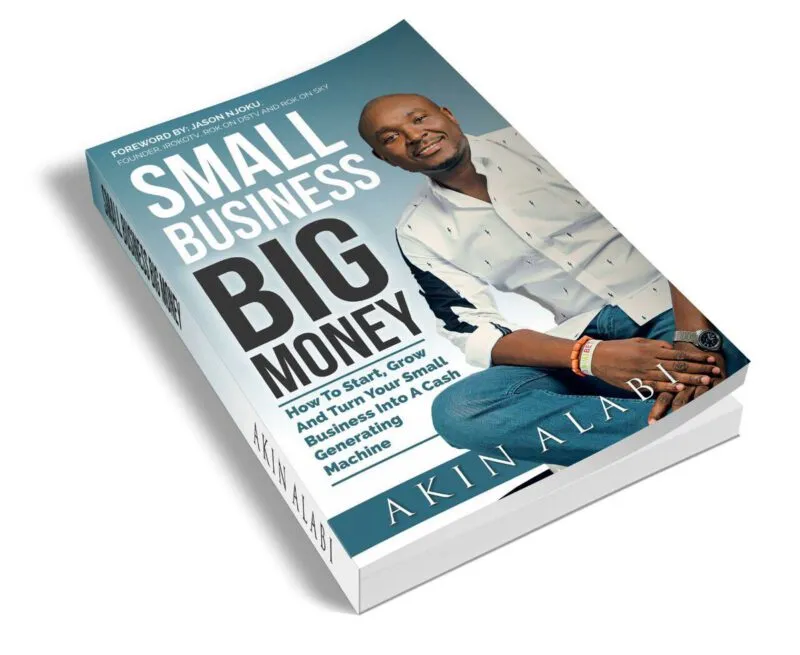 FOREWORD BY: JASON NJOKU
FOUNDER, IROKOTV, ROK ON DSTV AND ROK ON SKY
SMALL
BUSINESS
BIG
MONEY
How To Start, Grow
And Turn Your Small
Business Into A Cash
Generating
Machine
AKIN ALABI
SMALL BUSINESS BIG MONEY
AKIN ALABI